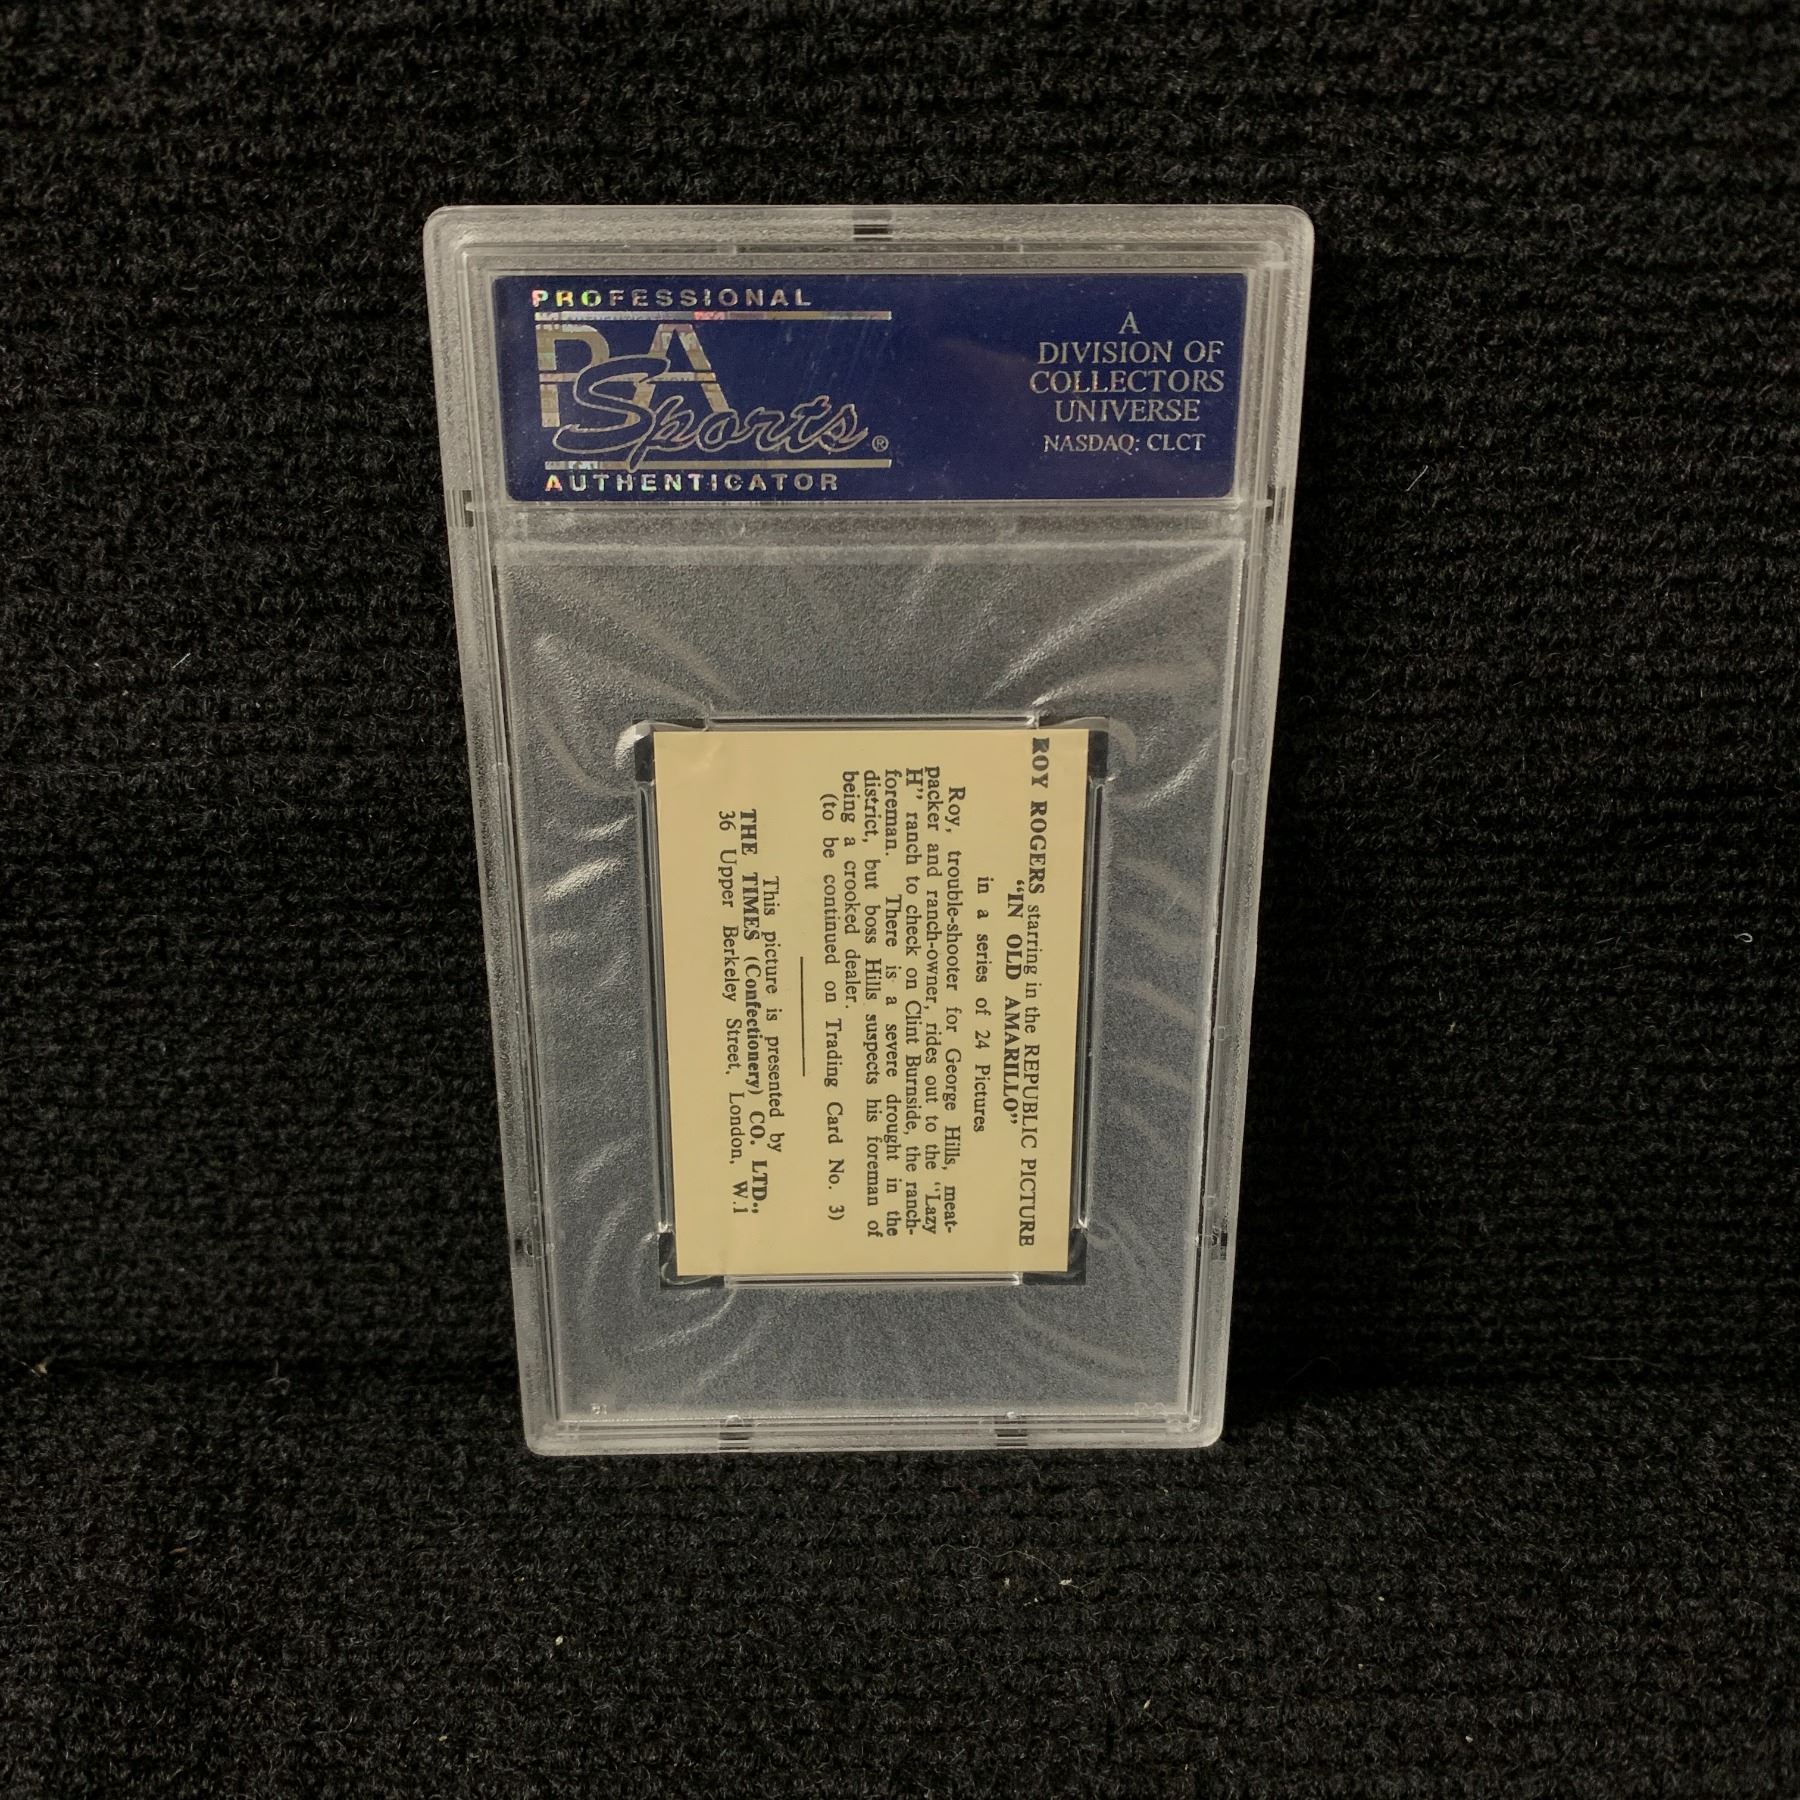 PROFESSIONAL
PSA
Sports®
AUTHENTICATOR
A
DIVISION OF
COLLECTORS
UNIVERSE
NASDAQ: CLCT
ROY ROGERS starring in the REPUBLIC PICTURE
“IN OLD AMARILLO”
in a series of 24 Pictures
Roy, trouble-shooter for George Hills, meat-
packer and ranch-owner, rides out to the “Lazy
H” ranch to check on Clint Burnside, the ranch-
foreman. There is a severe drought in the
district, but boss Hills suspects his foreman of
being a crooked dealer.
(to be continued on Trading Card No. 3)
This picture is presented by
THE TIMES (Confectionery) CO. LTD.,
36 Upper Berkeley Street, London, W.1